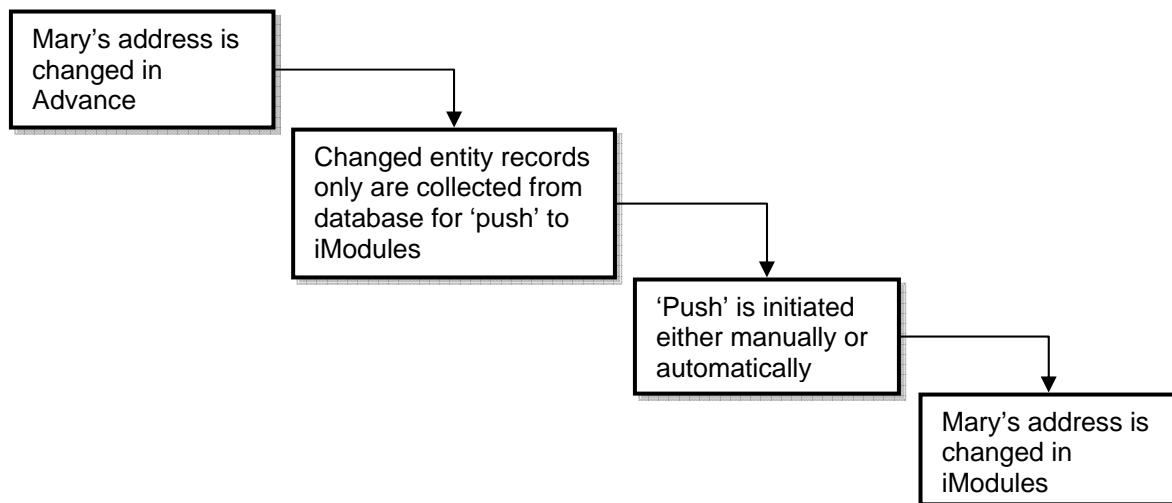 Mary’s address is
changed in
Advance
Changed entity records
only are collected from
database for ‘push’ to
iModules
‘Push’ is initiated
either manually or
automatically
Mary’s address is
changed in
iModules